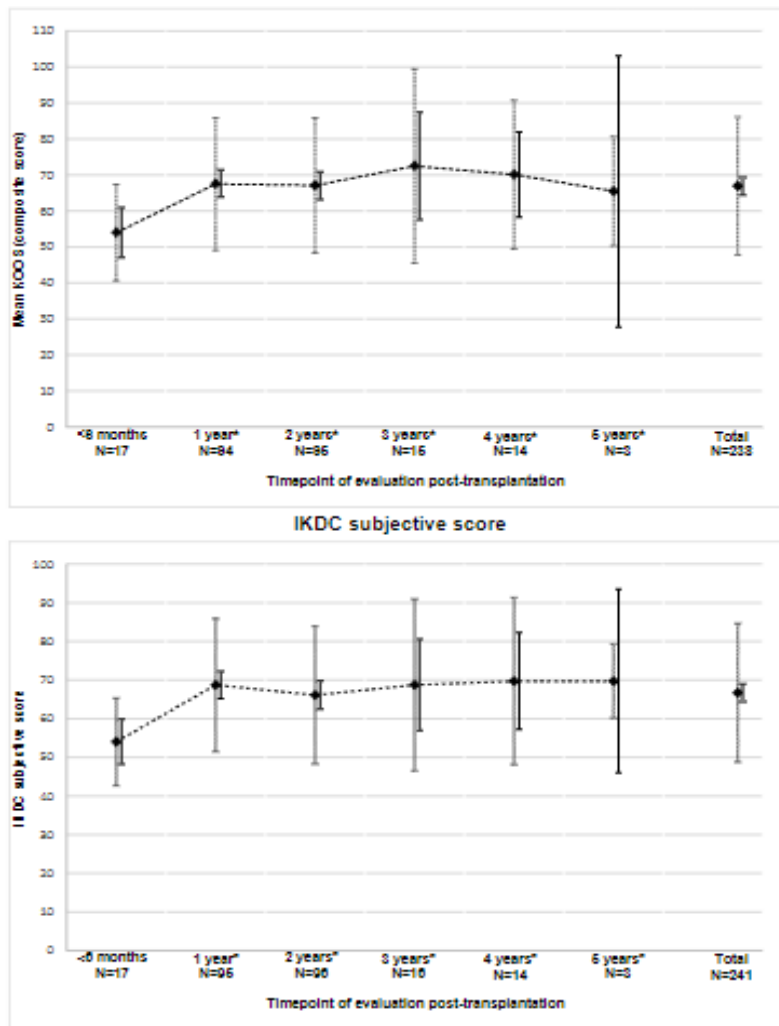 Mean KOOS (composite score)
110
100
90
80
70
60
50
40
30
20
10
0
<6 months 1 year* 2 years* 3 years* 4 years* 5 years* Total
N=17 N=94 N=95 N=15 N=14 N=3 N=238
Timepoint of evaluation post-transplantation
IKDC subjective score
IKDC subjective score
100
90
80
70
60
50
40
30
20
10
0
<6 months 1 year* 2 years* 3 years* 4 years* 5 years* Total
N=17 N=95 N=96 N=16 N=14 N=3 N=241
Timepoint of evaluation post-transplantation